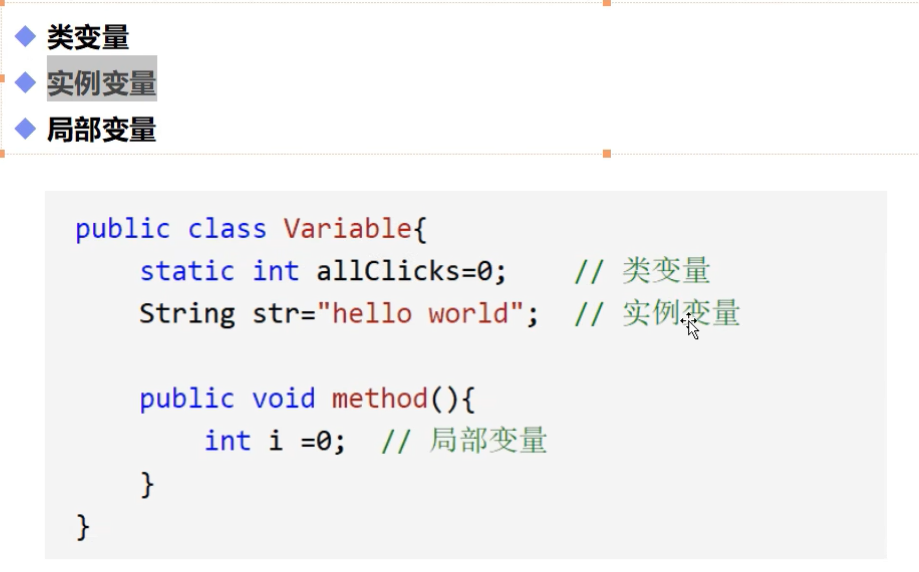 类变量
实例变量
局部变量
public class Variable{
static int allClicks=0; // 类变量
String str="hello world"; // 实例变量
public void method(){
int i =0; // 局部变量
}
}